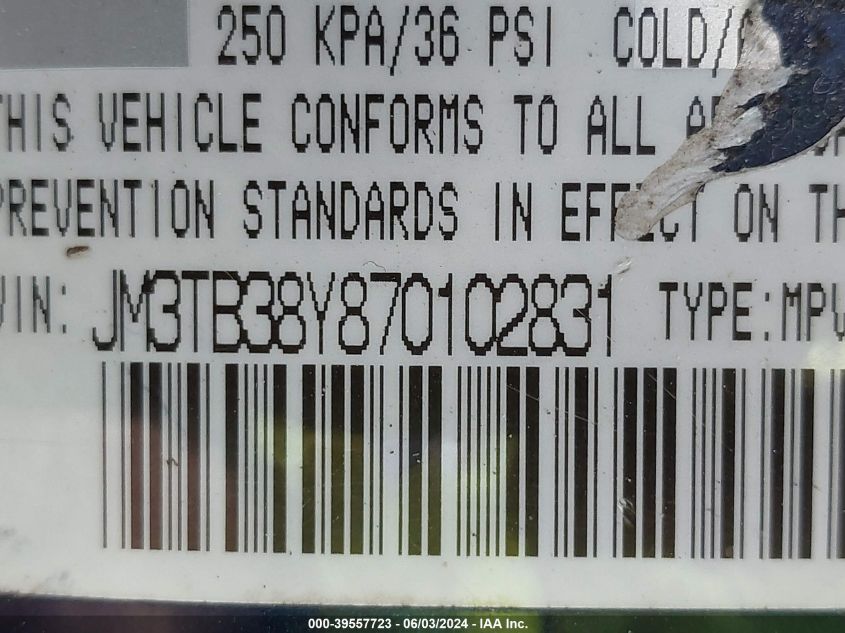 250 KPA/36 PSI COLD/
THIS VEHICLE CONFORMS TO ALL
PREVENTION STANDARDS IN EFFECT ON TH
VIN: JM3TB38Y870102831 TYPE:MPV
000-39557723 - 06/03/2024 - IAA Inc.